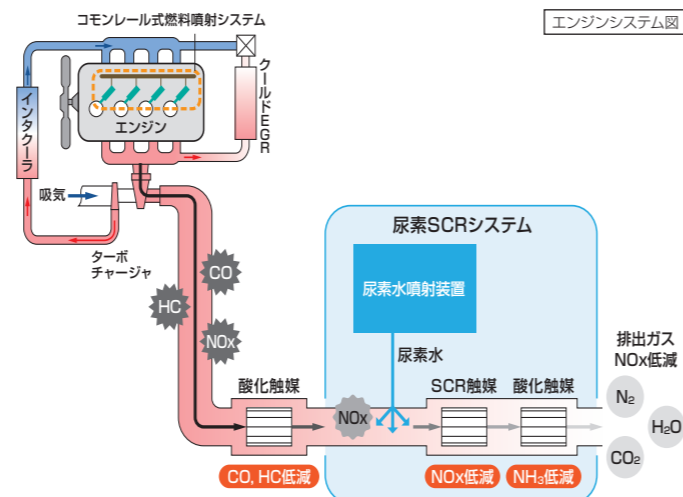 コモンレール式燃料噴射システム
エンジンシステム図
クールドEGR
インタクーラ
エンジン
吸気
ターボ
チャージャ
CO
HC
NOx
尿素SCRシステム
尿素水噴射装置
尿素水
排出ガス
NOx低減
酸化触媒
SCR触媒
酸化触媒
NOx
N₂
H₂O
CO₂
CO, HC低減
NOx低減
NH₃低減